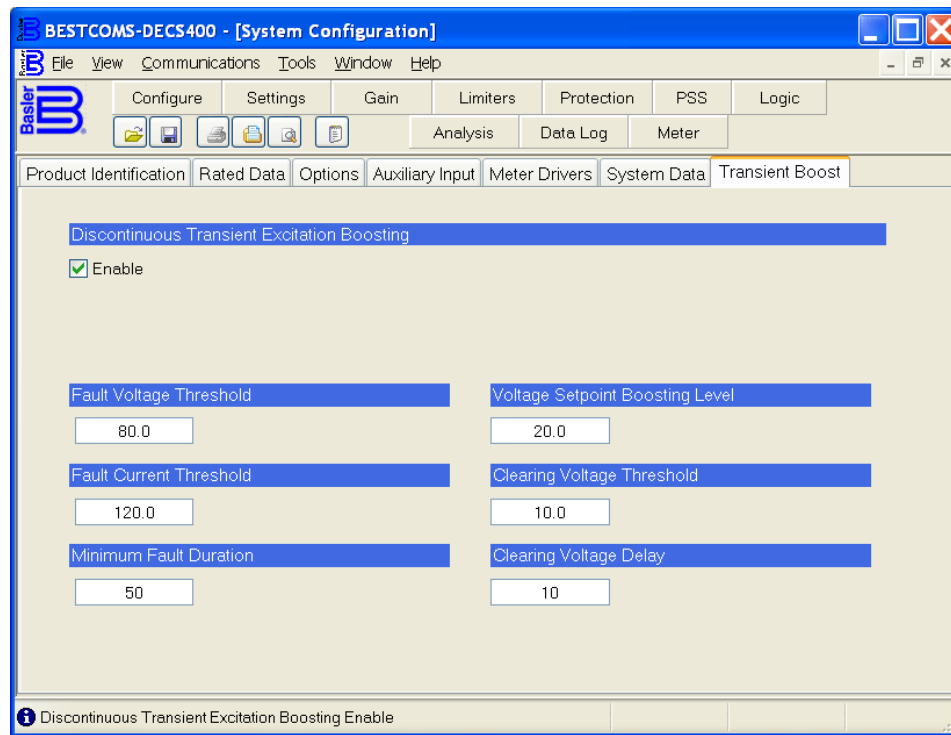 BESTCOMS-DECS400 - [System Configuration]
File View Communications Tools Window Help
Basler
Configure Settings Gain Limiters Protection PSS Logic
Analysis Data Log Meter
Product Identification Rated Data Options Auxiliary Input Meter Drivers System Data Transient Boost
Discontinuous Transient Excitation Boosting
Enable
Fault Voltage Threshold Voltage Setpoint Boosting Level
80.0 20.0
Fault Current Threshold Clearing Voltage Threshold
120.0 10.0
Minimum Fault Duration Clearing Voltage Delay
50 10
Discontinuous Transient Excitation Boosting Enable